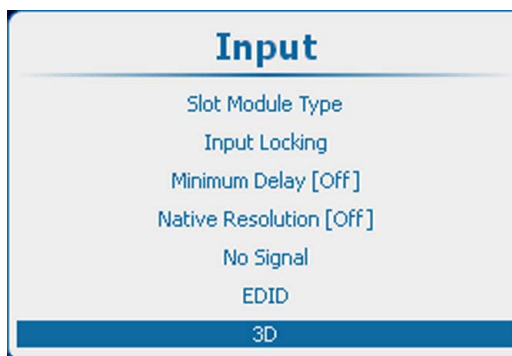 Input
Slot Module Type
Input Locking
Minimum Delay [Off]
Native Resolution [Off]
No Signal
EDID
3D